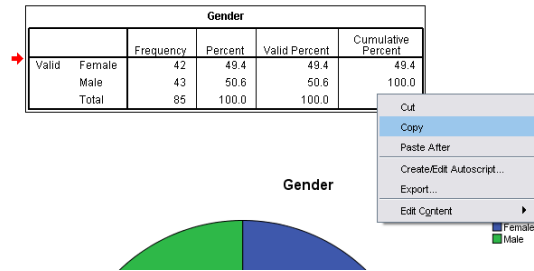 Gender
Frequency Percent Valid Percent Cumulative Percent
Valid Female 42 49.4 49.4 49.4
Male 43 50.6 50.6 100.0
Total 85 100.0 100.0
Cut
Copy
Paste After
Create/Edit Autoscript...
Export...
Edit Content
Gender
Female
Male